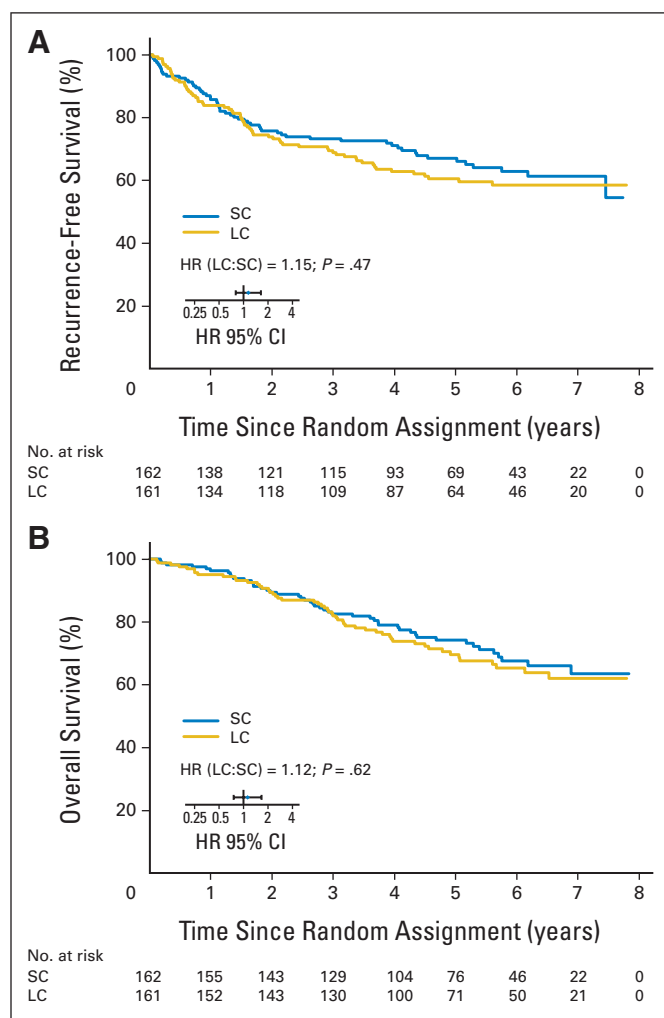 A
Recurrence-Free Survival (%)
100
80
60
40
20
0
SC
LC
HR (LC:SC) = 1.15; P = .47
0.25 0.5 1 2 4
HR 95% CI
1 2 3 4 5 6 7 8
Time Since Random Assignment (years)
No. at risk
SC 162 138 121 115 93 69 43 22 0
LC 161 134 118 109 87 64 46 20 0
B
Overall Survival (%)
100
80
60
40
20
0
SC
LC
HR (LC:SC) = 1.12; P = .62
0.25 0.5 1 2 4
HR 95% CI
1 2 3 4 5 6 7 8
Time Since Random Assignment (years)
No. at risk
SC 162 155 143 129 104 76 46 22 0
LC 161 152 143 130 100 71 50 21 0